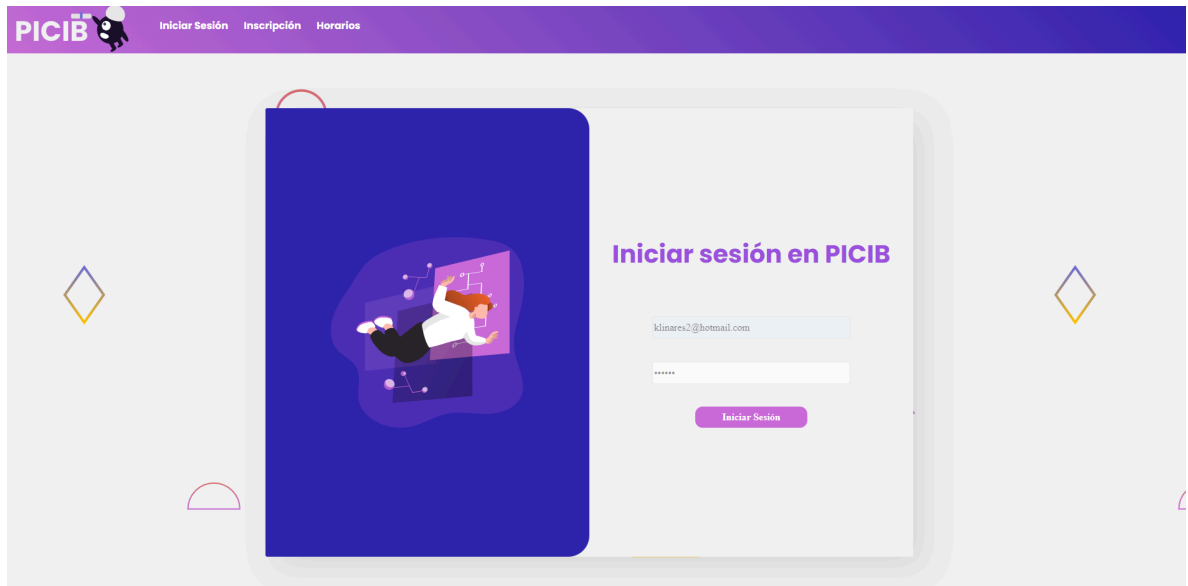 PICIB
Iniciar Sesión Inscripción Horarios
Iniciar sesión en PICIB
klinares2@hotmail.com
••••••
Iniciar Sesión